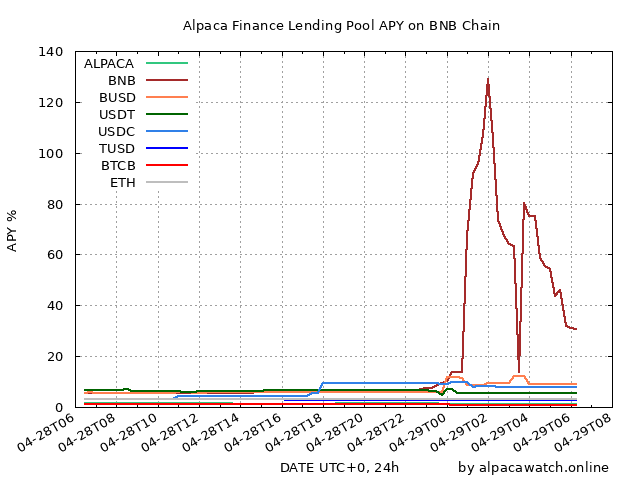 Alpaca Finance Lending Pool APY on BNB Chain
APY %
140
120
100
80
60
40
20
0
ALPACA
BNB
BUSD
USDT
USDC
TUSD
BTCB
ETH
04-28T06
04-28T08
04-28T10
04-28T12
04-28T14
04-28T16
04-28T18
04-28T20
04-28T22
04-29T00
04-29T02
04-29T04
04-29T06
04-29T08
DATE UTC+0, 24h
by alpacawatch.online